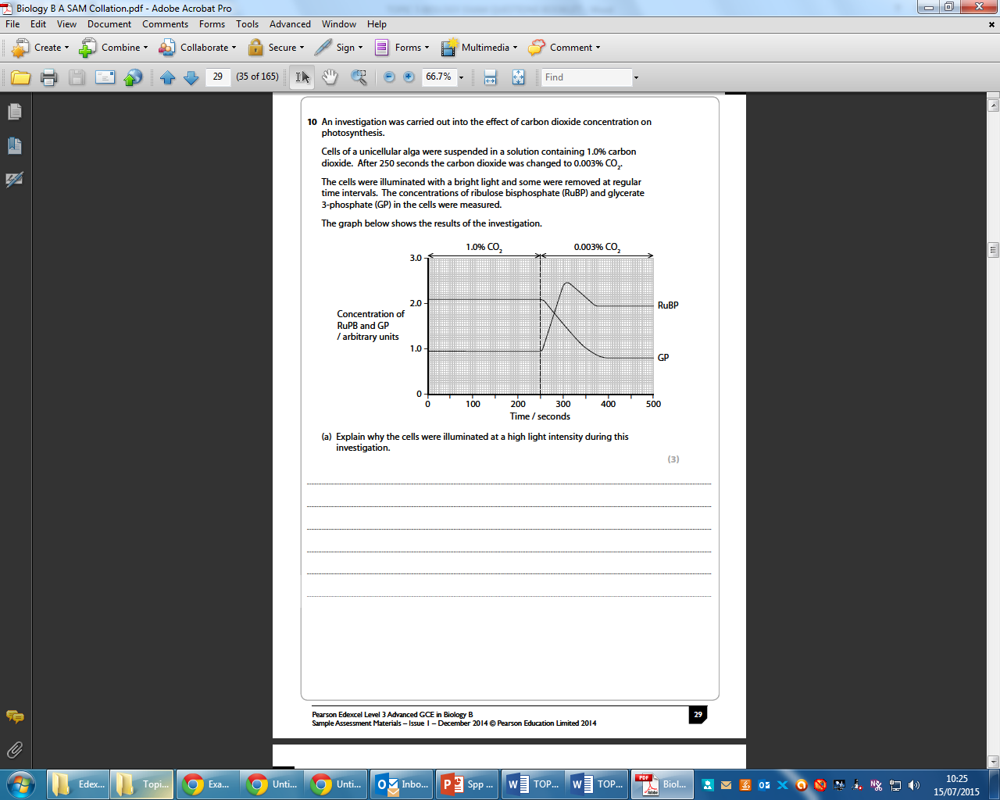 Biology B A SAM Collation.pdf - Adobe Acrobat Pro
File Edit View Document Comments Forms Tools Advanced Window Help
Create Combine Collaborate Secure Sign Forms Multimedia Comment
29 (35 of 165) 66.7% Find
10 An investigation was carried out into the effect of carbon dioxide concentration on
photosynthesis.
Cells of a unicellular alga were suspended in a solution containing 1.0% carbon
dioxide. After 250 seconds the carbon dioxide was changed to 0.003% CO2.
The cells were illuminated with a bright light and some were removed at regular
time intervals. The concentrations of ribulose bisphosphate (RuBP) and glycerate
3-phosphate (GP) in the cells were measured.
The graph below shows the results of the investigation.
1.0% CO2 0.003% CO2
3.0
2.0
RuBP
Concentration of
RuPB and GP
/ arbitrary units
1.0
GP
0
0 100 200 300 400 500
Time / seconds
(a) Explain why the cells were illuminated at a high light intensity during this
investigation.
(3)
Pearson Edexcel Level 3 Advanced GCE in Biology B
Sample Assessment Materials – Issue 1 – December 2014 © Pearson Education Limited 2014
29
Edex... Topi... Exa... Unti... Unti... Inbo... Spp ... TOP... TOP... Biol...
10:25
15/07/2015